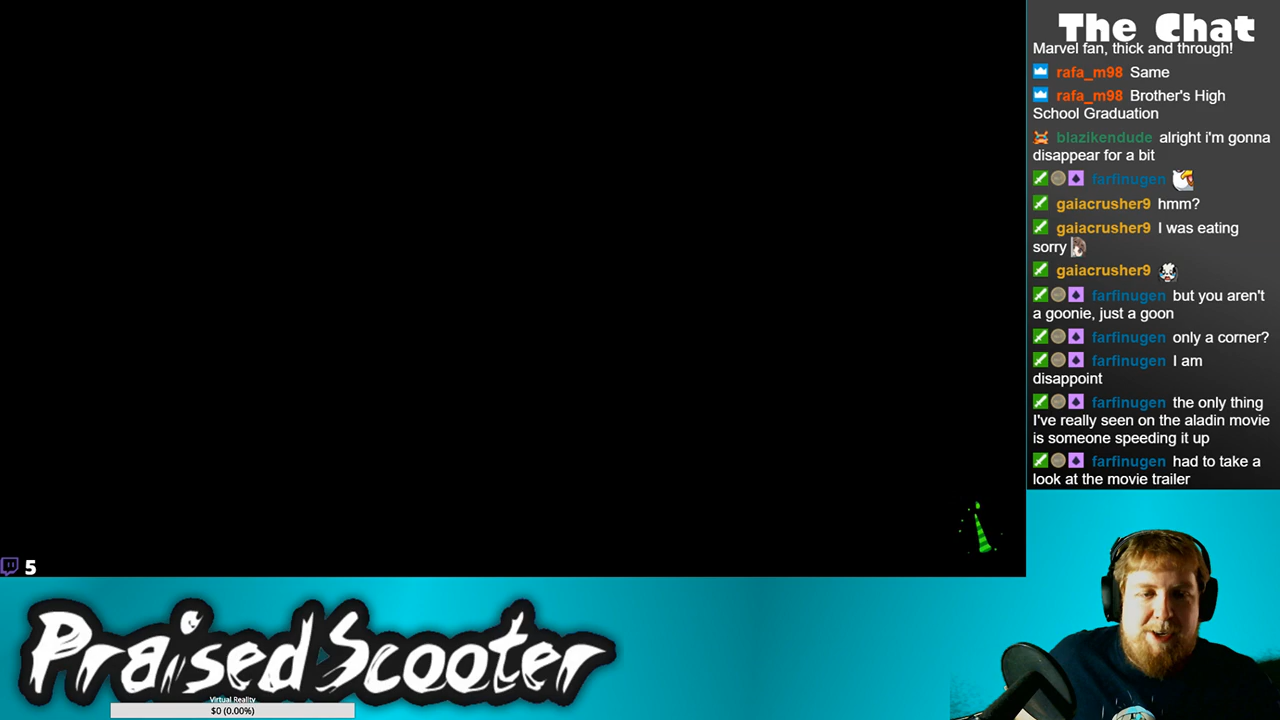 The Chat
Marvel fan, thick and through!
rafa_m98 Same
rafa_m98 Brother's High
School Graduation
blazikendude alright i'm gonna
disappear for a bit
farfinugen
gaiacrusher9 hmm?
gaiacrusher9 I was eating
sorry
gaiacrusher9
farfinugen but you aren't
a goonie, just a goon
farfinugen only a corner?
farfinugen I am
disappoint
farfinugen the only thing
I've really seen on the aladin movie
is someone speeding it up
farfinugen had to take a
look at the movie trailer
5
PraisedScooter
Virtual Reality
$0 (0.00%)